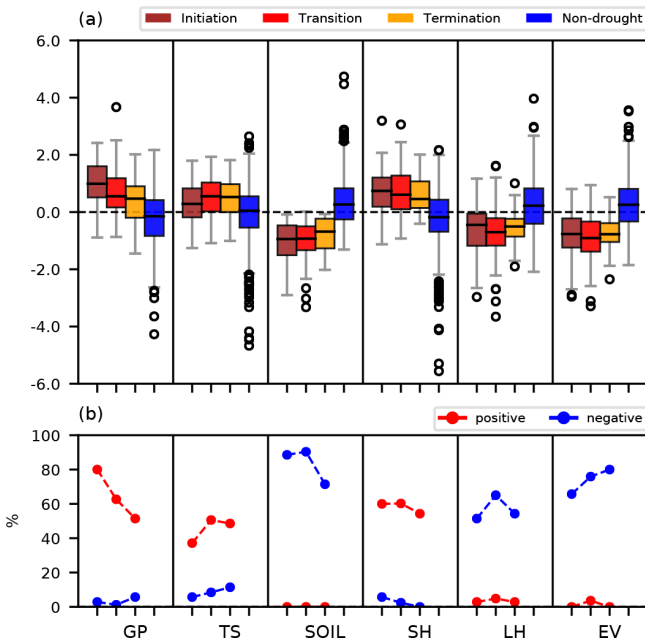 (a)
Initiation Transition Termination Non-drought
6.0
4.0
2.0
0.0
-2.0
-4.0
-6.0
(b)
positive negative
100
80
60
40
20
0
%
GP TS SOIL SH LH EV